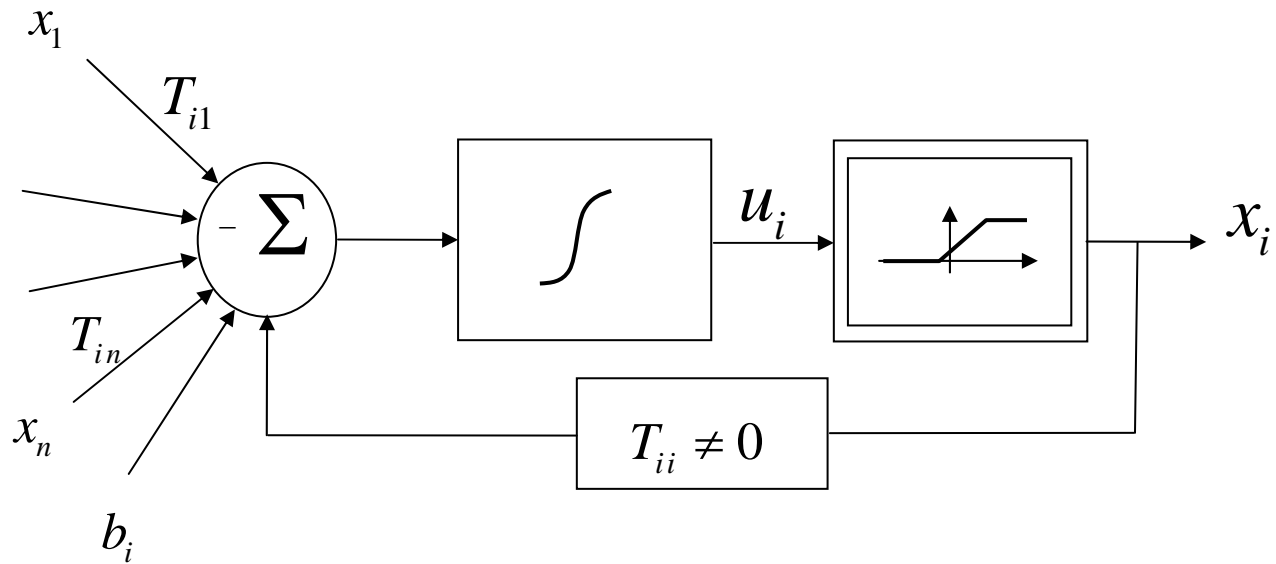 x₁
Tᵢ₁
- Σ
∫
uᵢ
xᵢ
Tᵢₙ
Tᵢᵢ ≠ 0
xₙ
bᵢ